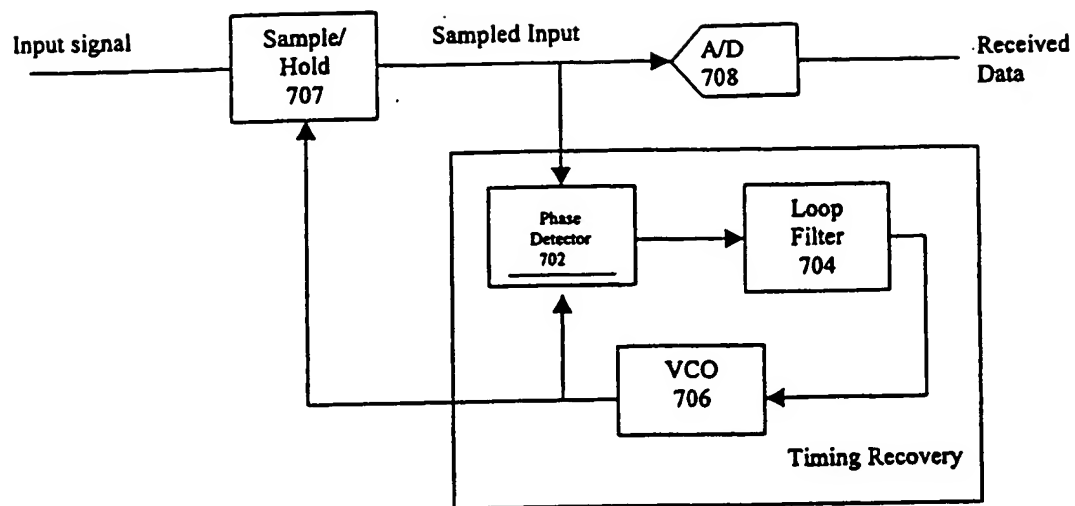 Input signal
Sample/
Hold
707
Sampled Input
A/D
708
Received
Data
Phase
Detector
702
Loop
Filter
704
VCO
706
Timing Recovery